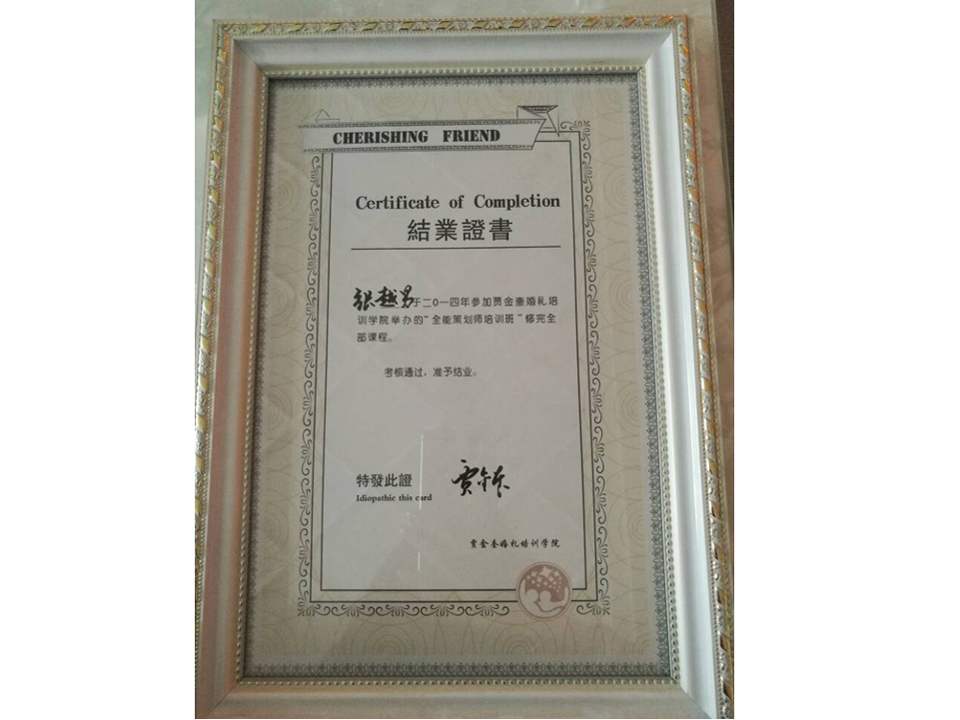 CHERISHING FRIEND
Certificate of Completion
結業證書
张越男于二0一四年参加贾金奎婚礼培
训学院举办的“全能策划师培训班”修完全
部课程。
考核通过，准予结业。
特發此證
Idiopathic this card
贾金奎婚礼培训学院